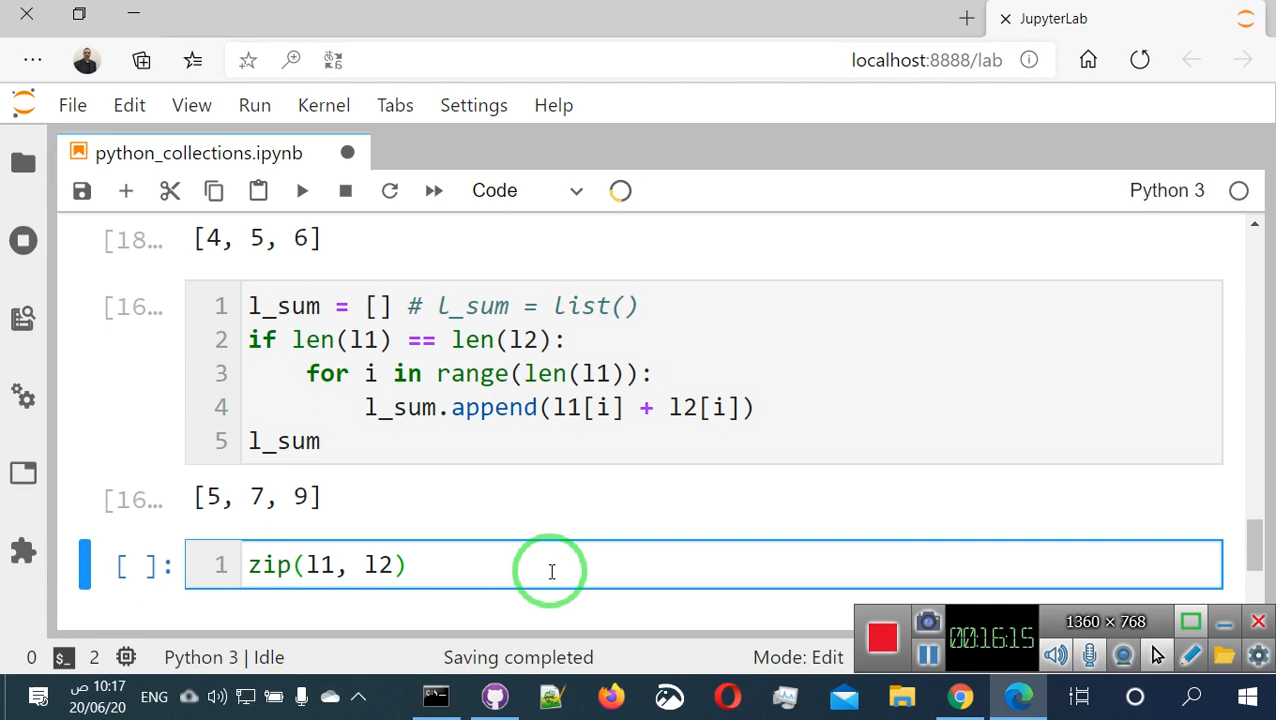 JupyterLab
localhost:8888/lab
File Edit View Run Kernel Tabs Settings Help
python_collections.ipynb
Code
Python 3
[18… [4, 5, 6]
[16… 1 l_sum = [] # l_sum = list()
2 if len(l1) == len(l2):
3 for i in range(len(l1)):
4 l_sum.append(l1[i] + l2[i])
5 l_sum
[16… [5, 7, 9]
[ ]: 1 zip(l1, l2)
1360 × 768
00:16:15
0 2 Python 3 | Idle Saving completed Mode: Edit
10:17 ص
20/06/20
ENG